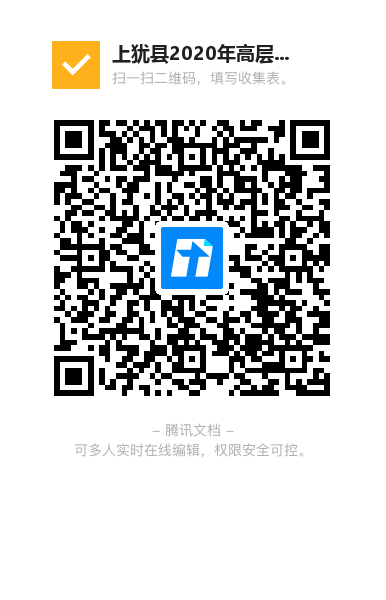 上犹县2020年高层...
扫一扫二维码，填写收集表。
– 腾讯文档 –
可多人实时在线编辑，权限安全可控。